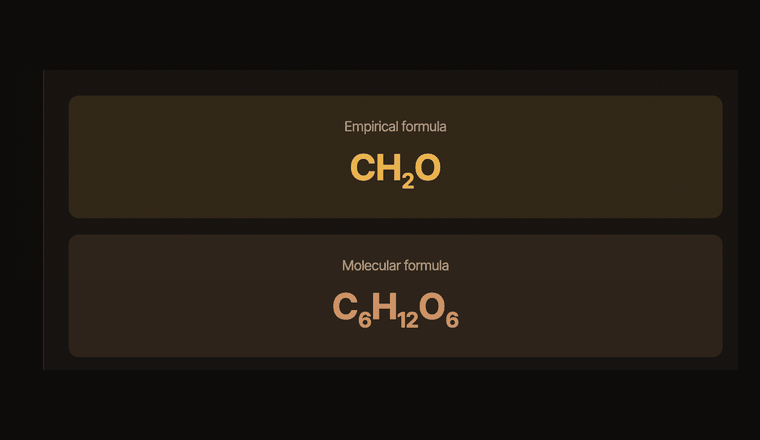 Empirical formula
CH₂O
Molecular formula
C₆H₁₂O₆